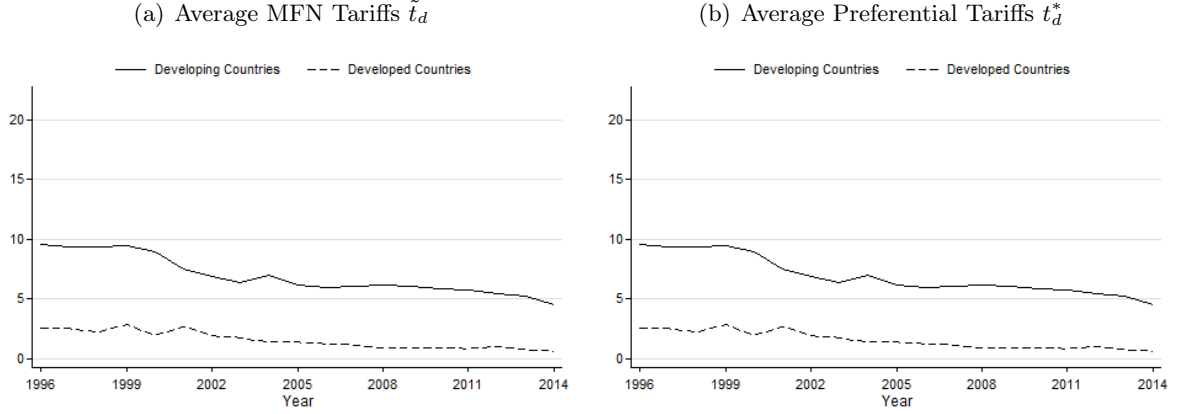 (a) Average MFN Tariffs t̃_d
Developing Countries Developed Countries
20
15
10
5
0
1996 1999 2002 2005 2008 2011 2014
Year
(b) Average Preferential Tariffs t*_d
Developing Countries Developed Countries
20
15
10
5
0
1996 1999 2002 2005 2008 2011 2014
Year